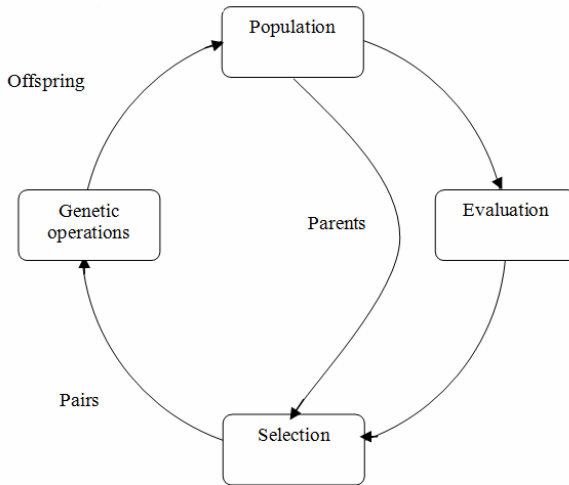 Population
Offspring
Genetic
operations
Evaluation
Parents
Pairs
Selection